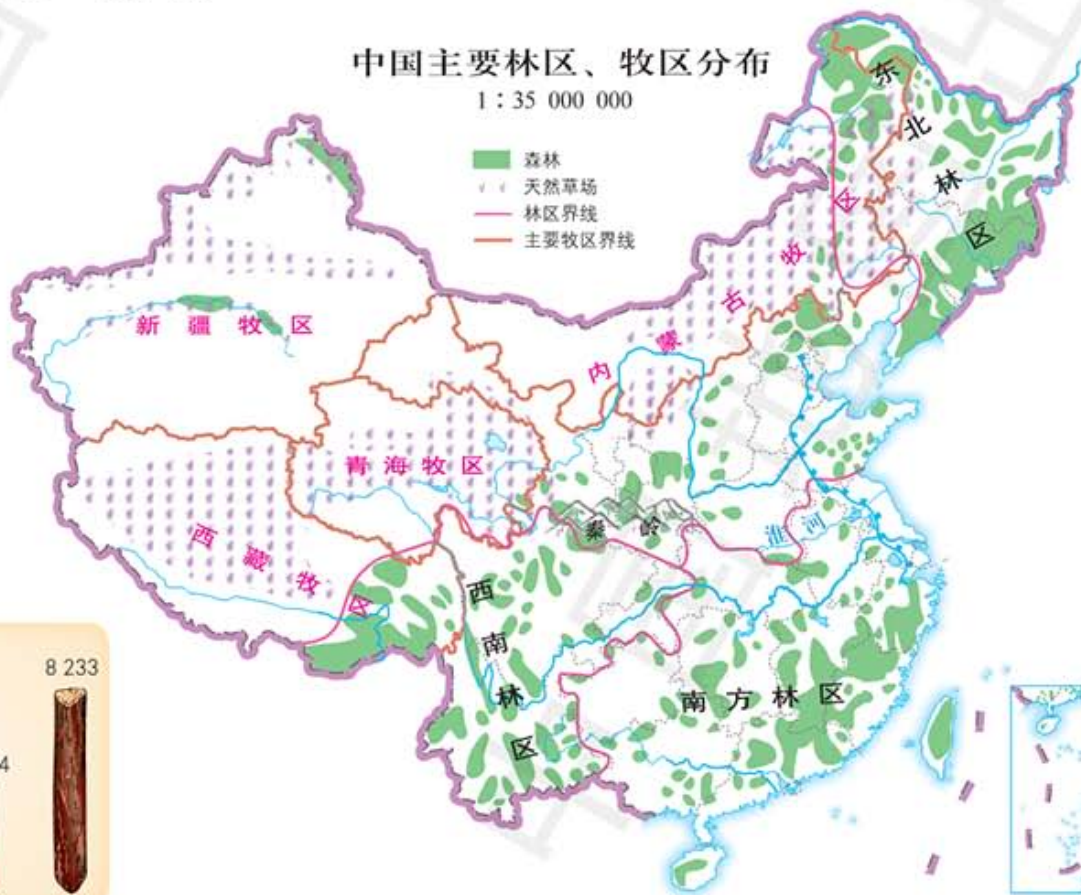 中国主要林区、牧区分布
1∶35 000 000
森林
天然草场
林区界线
主要牧区界线
东北林区
内蒙古牧区
新疆牧区
青海牧区
西藏牧区
秦岭
淮河
西南林区
南方林区
8 233
4